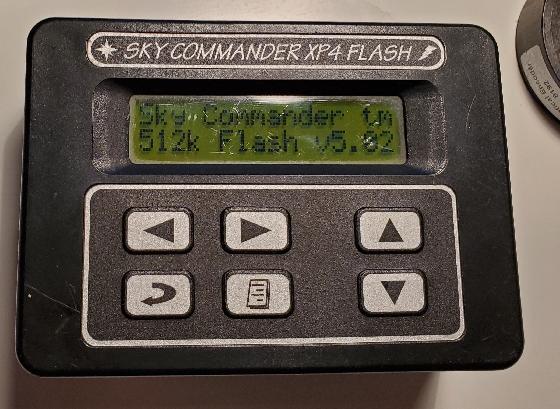 SKY COMMANDER XP4 FLASH
Sky Commander tm
512k Flash v5.02